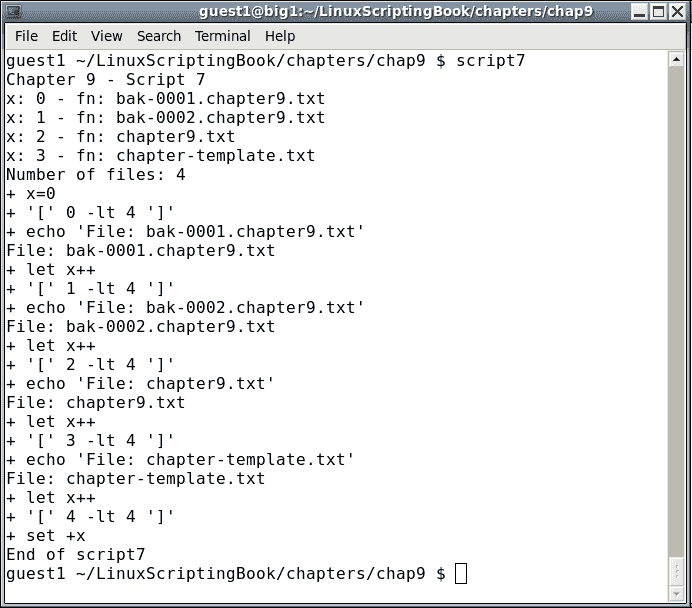 guest1@big1:~/LinuxScriptingBook/chapters/chap9
File Edit View Search Terminal Help
guest1 ~/LinuxScriptingBook/chapters/chap9 $ script7
Chapter 9 - Script 7
x: 0 - fn: bak-0001.chapter9.txt
x: 1 - fn: bak-0002.chapter9.txt
x: 2 - fn: chapter9.txt
x: 3 - fn: chapter-template.txt
Number of files: 4
+ x=0
+ '[' 0 -lt 4 ']'
+ echo 'File: bak-0001.chapter9.txt'
File: bak-0001.chapter9.txt
+ let x++
+ '[' 1 -lt 4 ']'
+ echo 'File: bak-0002.chapter9.txt'
File: bak-0002.chapter9.txt
+ let x++
+ '[' 2 -lt 4 ']'
+ echo 'File: chapter9.txt'
File: chapter9.txt
+ let x++
+ '[' 3 -lt 4 ']'
+ echo 'File: chapter-template.txt'
File: chapter-template.txt
+ let x++
+ '[' 4 -lt 4 ']'
+ set +x
End of script7
guest1 ~/LinuxScriptingBook/chapters/chap9 $